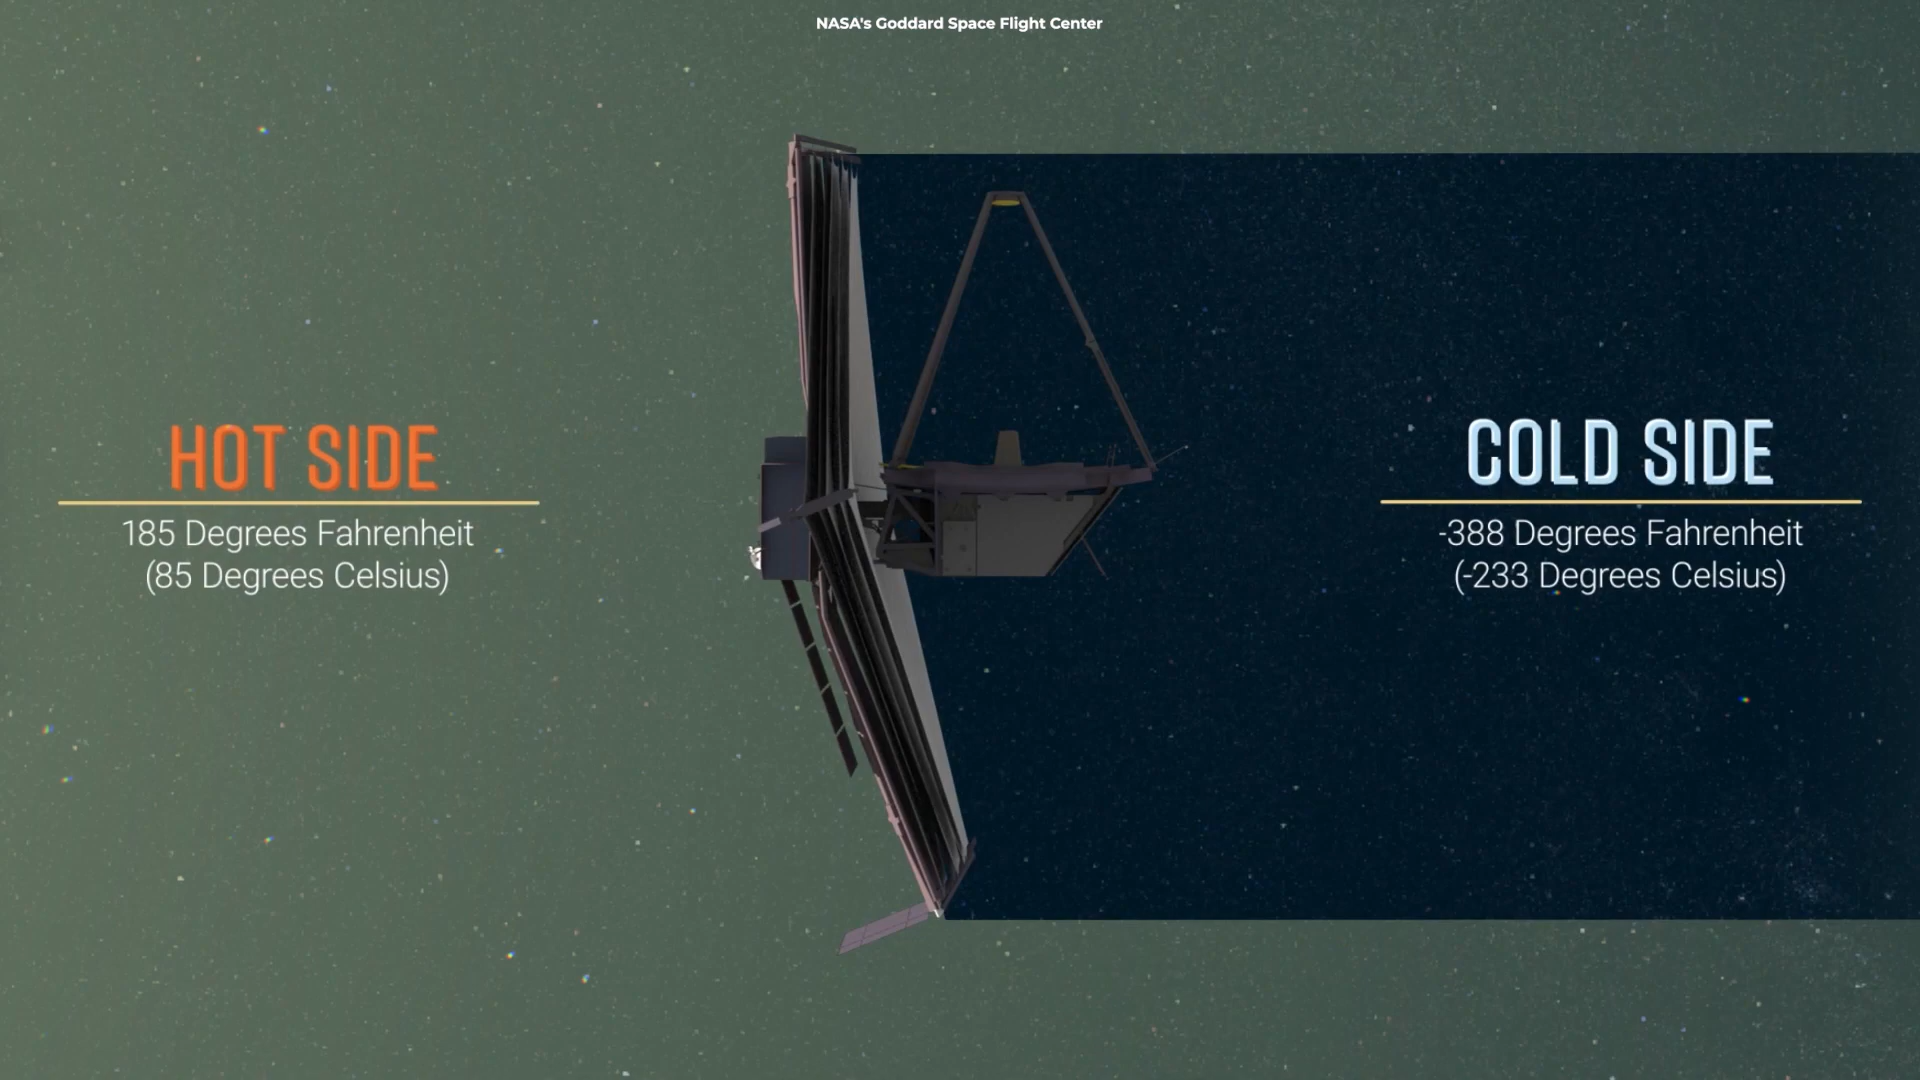 NASA's Goddard Space Flight Center
HOT SIDE
185 Degrees Fahrenheit
(85 Degrees Celsius)
COLD SIDE
-388 Degrees Fahrenheit
(-233 Degrees Celsius)